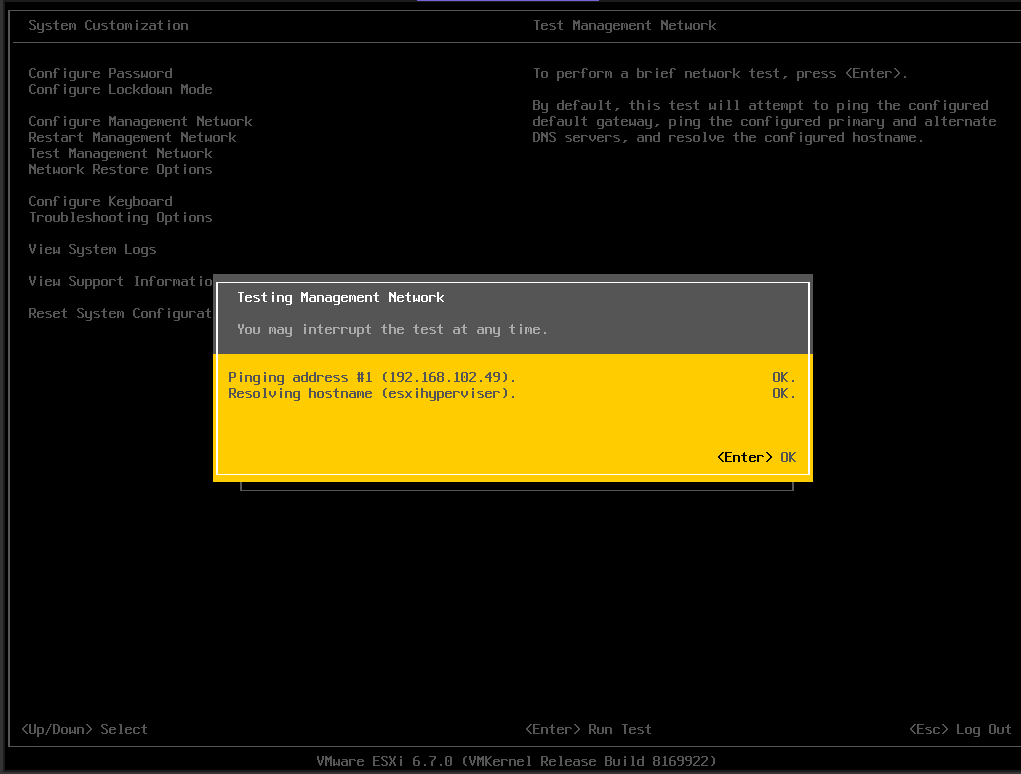 System Customization
Test Management Network
Configure Password
Configure Lockdown Mode
Configure Management Network
Restart Management Network
Test Management Network
Network Restore Options
Configure Keyboard
Troubleshooting Options
View System Logs
View Support Informatio
Reset System Configurat
To perform a brief network test, press <Enter>.
By default, this test will attempt to ping the configured
default gateway, ping the configured primary and alternate
DNS servers, and resolve the configured hostname.
Testing Management Network
You may interrupt the test at any time.
Pinging address #1 (192.168.102.49). OK.
Resolving hostname (esxihyperviser). OK.
<Enter> OK
<Up/Down> Select <Enter> Run Test <Esc> Log Out
VMware ESXi 6.7.0 (VMKernel Release Build 8169922)